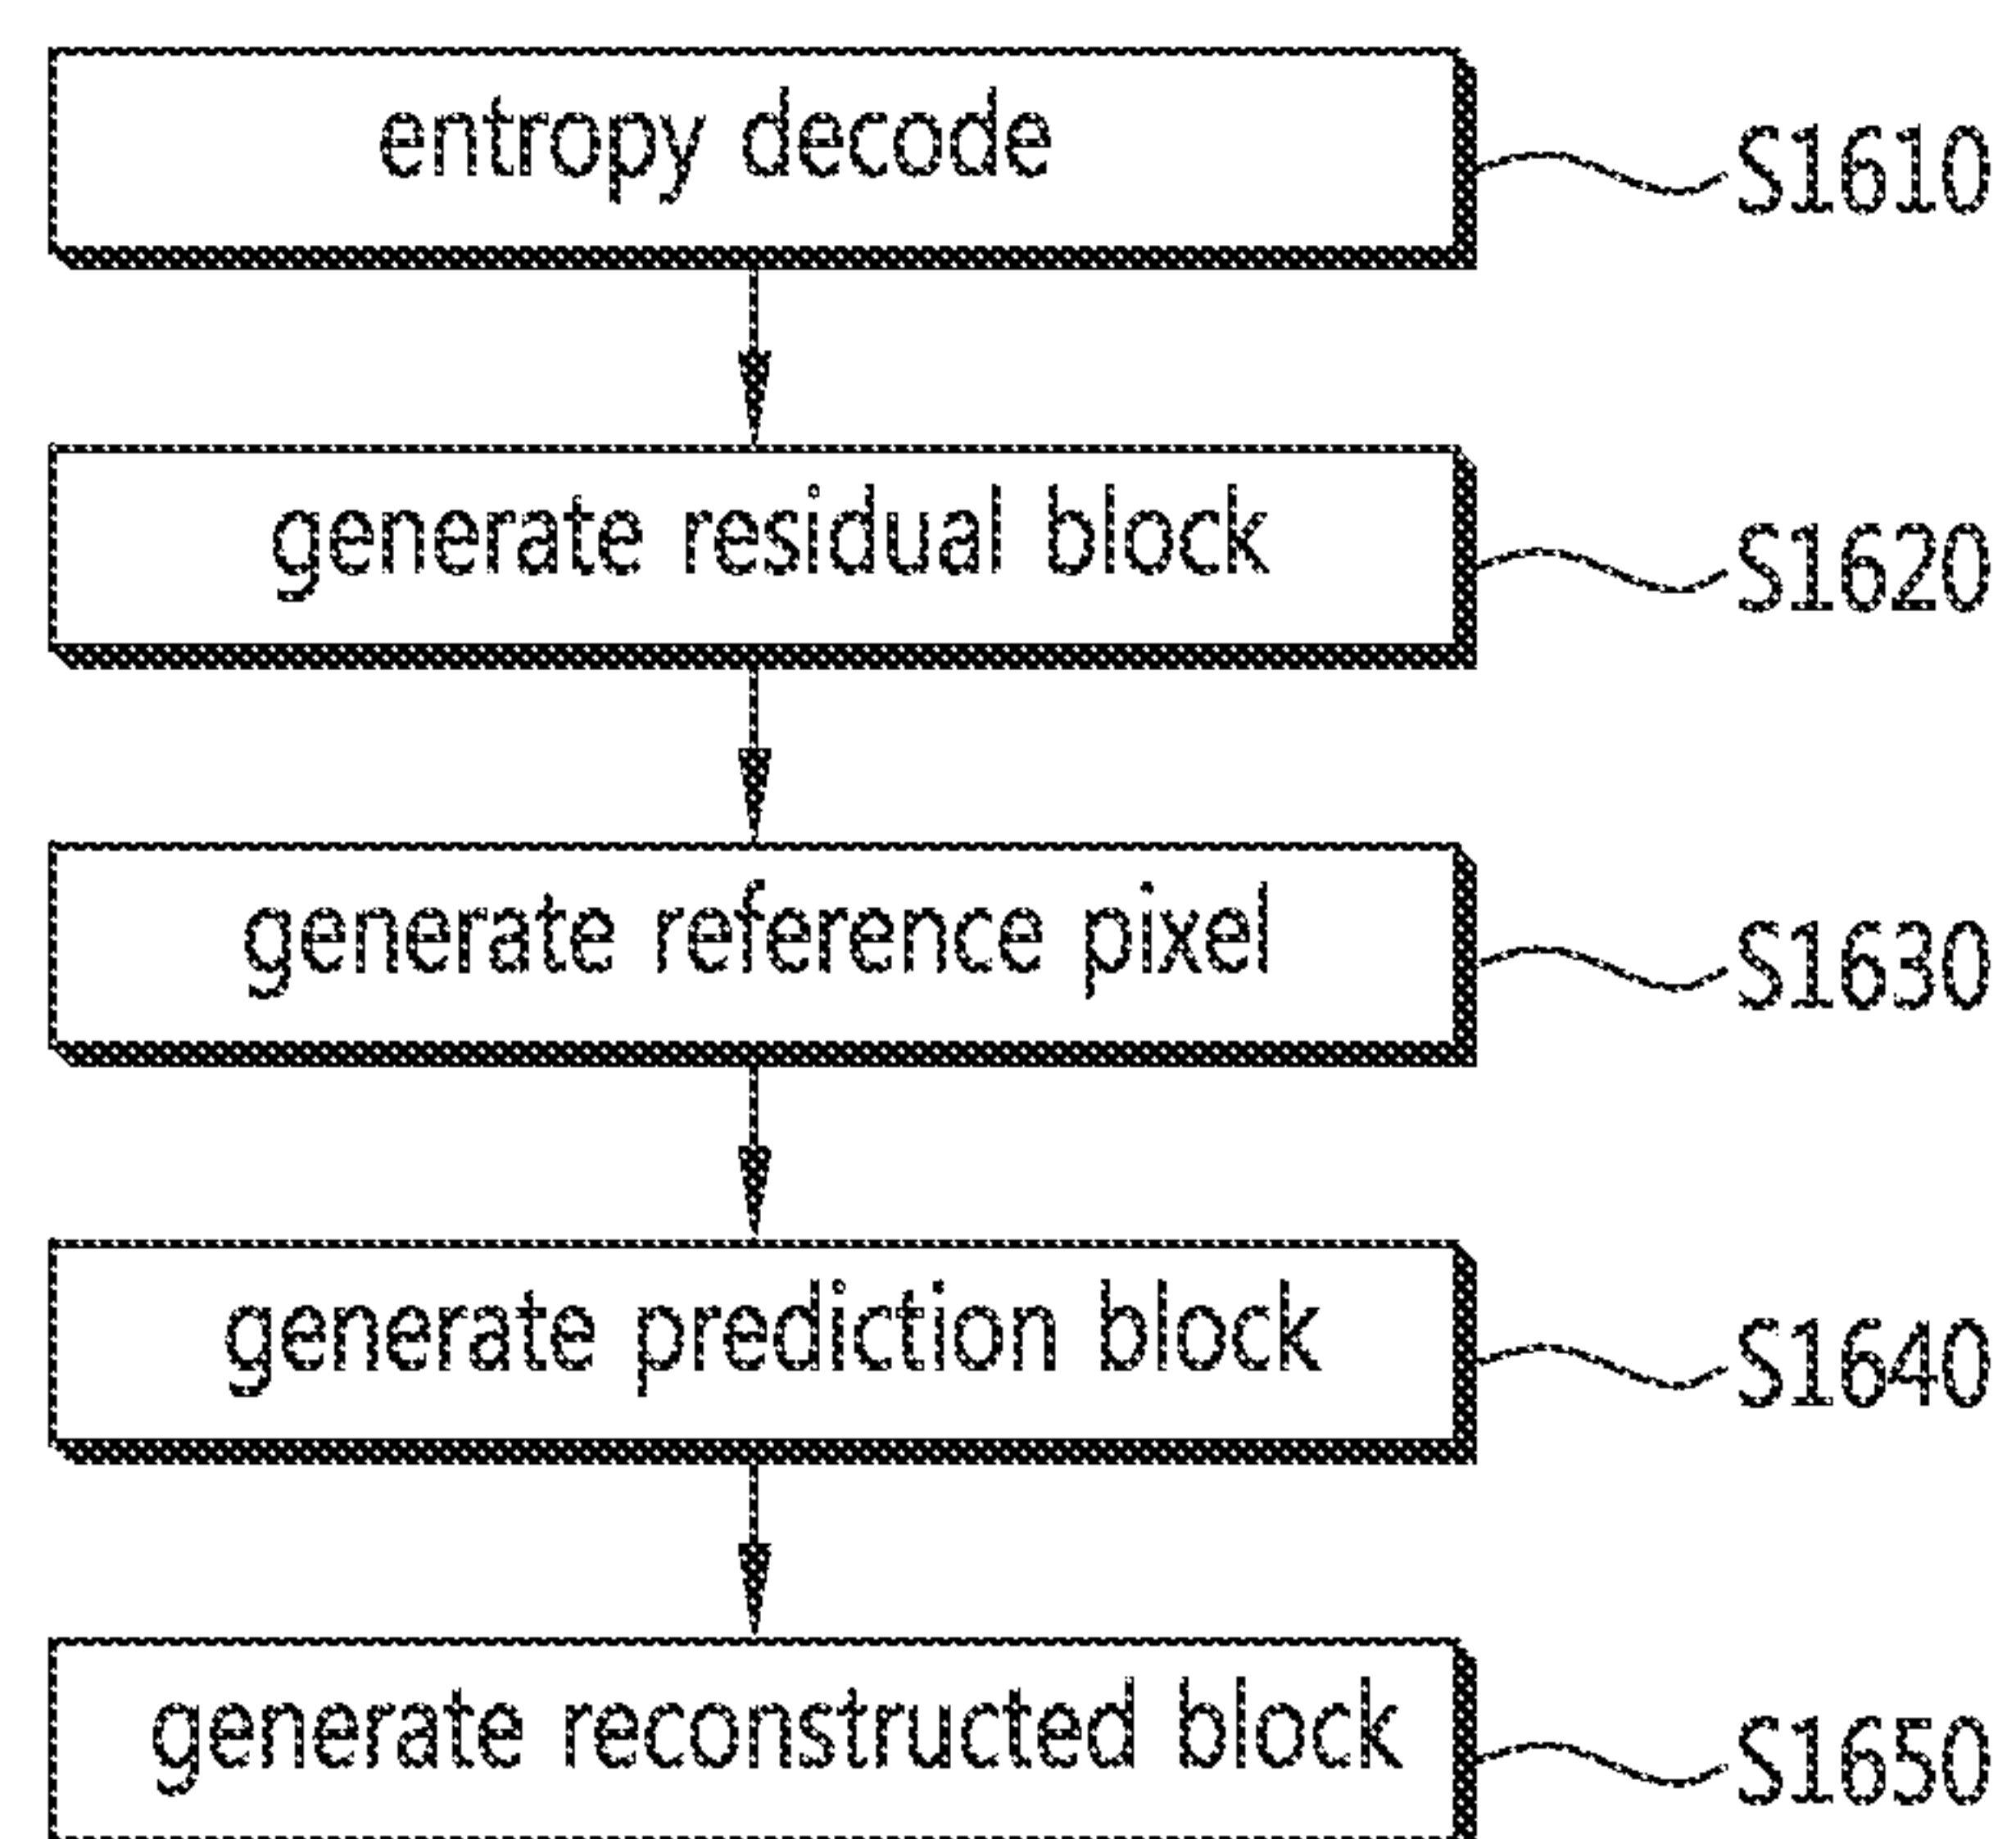 entropy decode
S1610
generate residual block
S1620
generate reference pixel
S1630
generate prediction block
S1640
generate reconstructed block
S1650